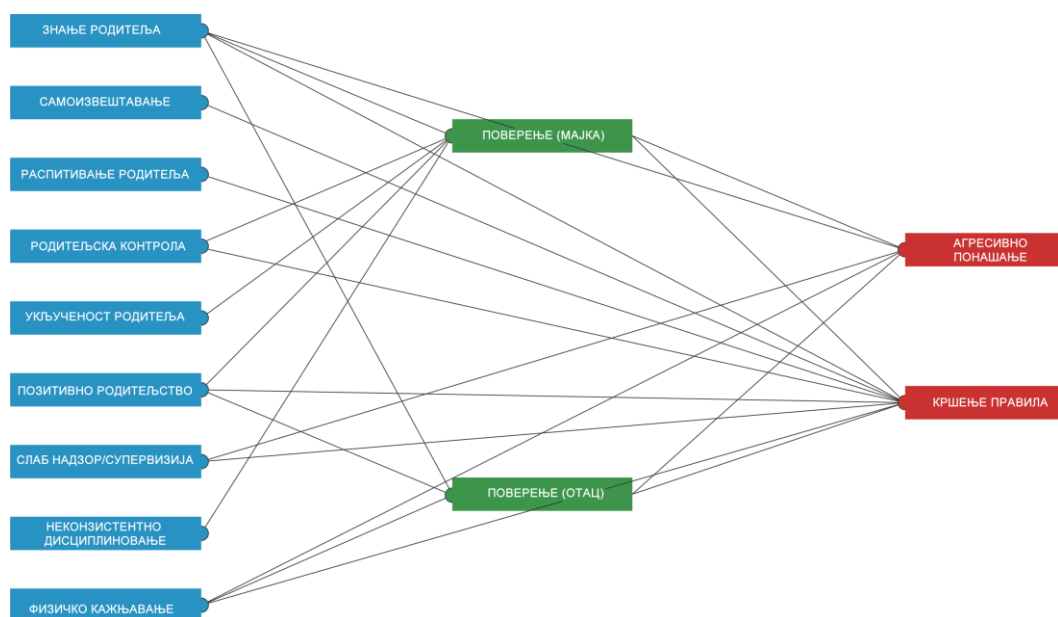 ЗНАЊЕ РОДИТЕЉА
САМОИЗВЕШТАВАЊЕ
ПОВЕРЕЊЕ (МАЈКА)
РАСПИТИВАЊЕ РОДИТЕЉА
РОДИТЕЉСКА КОНТРОЛА
АГРЕСИВНО
ПОНАШАЊЕ
УКЉУЧЕНОСТ РОДИТЕЉА
ПОЗИТИВНО РОДИТЕЉСТВО
КРШЕЊЕ ПРАВИЛА
СЛАБ НАДЗОР/СУПЕРВИЗИЈА
ПОВЕРЕЊЕ (ОТАЦ)
НЕКОНЗИСТЕНТНО
ДИСЦИПЛИНОВАЊЕ
ФИЗИЧКО КАЖЊАВАЊЕ